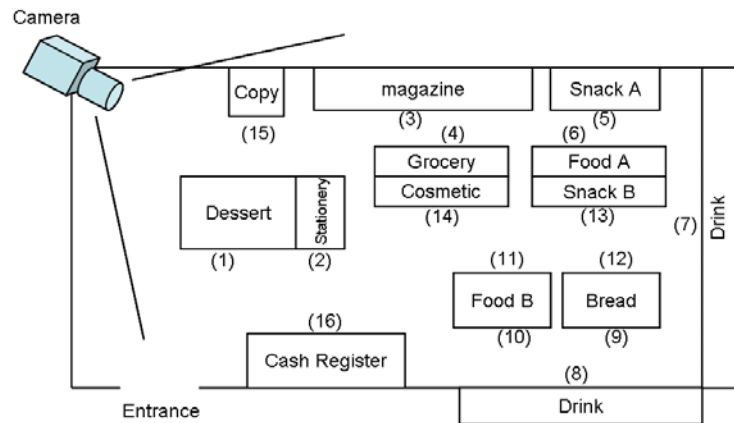 Camera
Copy
magazine
Snack A
(15)
(3)
(4)
(5)
(6)
Grocery
Food A
Cosmetic
Snack B
Dessert
Stationery
(14)
(13)
(7)
Drink
(1)
(2)
(11)
(12)
Food B
Bread
(16)
(10)
(9)
Cash Register
(8)
Entrance
Drink